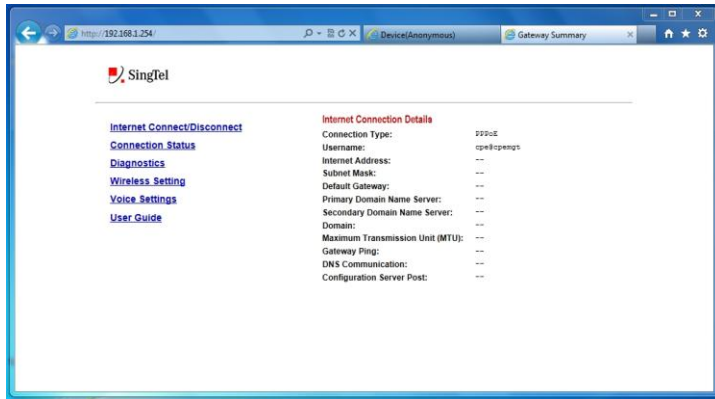 http://192.168.1.254/
Device(Anonymous)
Gateway Summary
SingTel
Internet Connect/Disconnect
Connection Status
Diagnostics
Wireless Setting
Voice Settings
User Guide
Internet Connection Details
Connection Type: PPPoE
Username: cpe@cpemgt
Internet Address: --
Subnet Mask: --
Default Gateway: --
Primary Domain Name Server: --
Secondary Domain Name Server: --
Domain: --
Maximum Transmission Unit (MTU): --
Gateway Ping: --
DNS Communication: --
Configuration Server Post: --